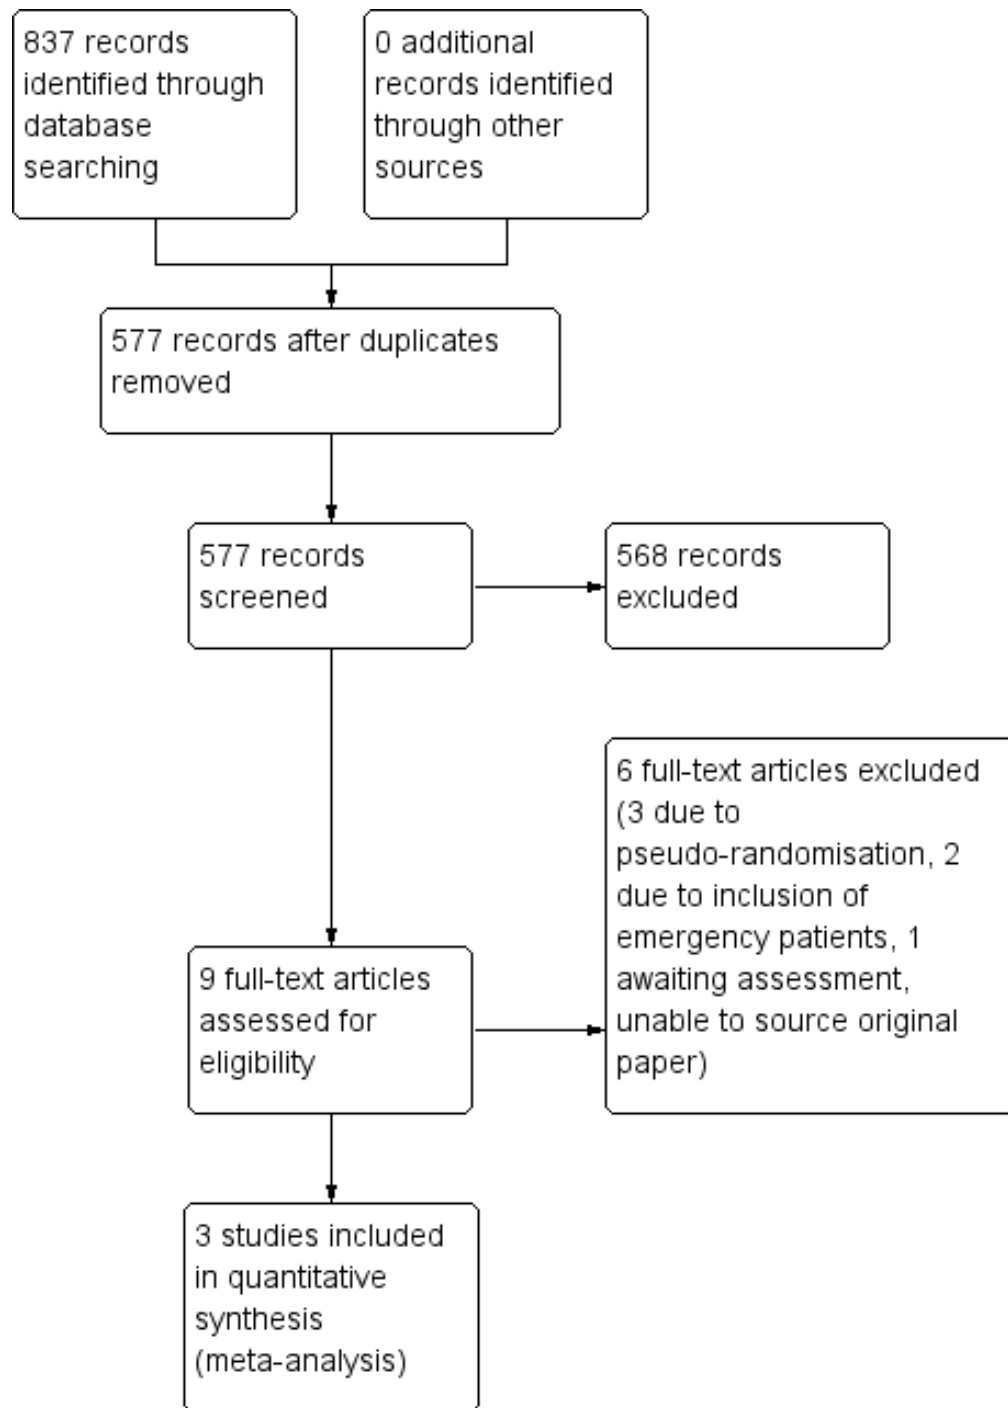 837 records
identified through
database
searching
0 additional
records identified
through other
sources
577 records after duplicates
removed
577 records
screened
568 records
excluded
6 full-text articles excluded
(3 due to
pseudo-randomisation, 2
due to inclusion of
emergency patients, 1
awaiting assessment,
unable to source original
paper)
9 full-text articles
assessed for
eligibility
3 studies included
in quantitative
synthesis
(meta-analysis)